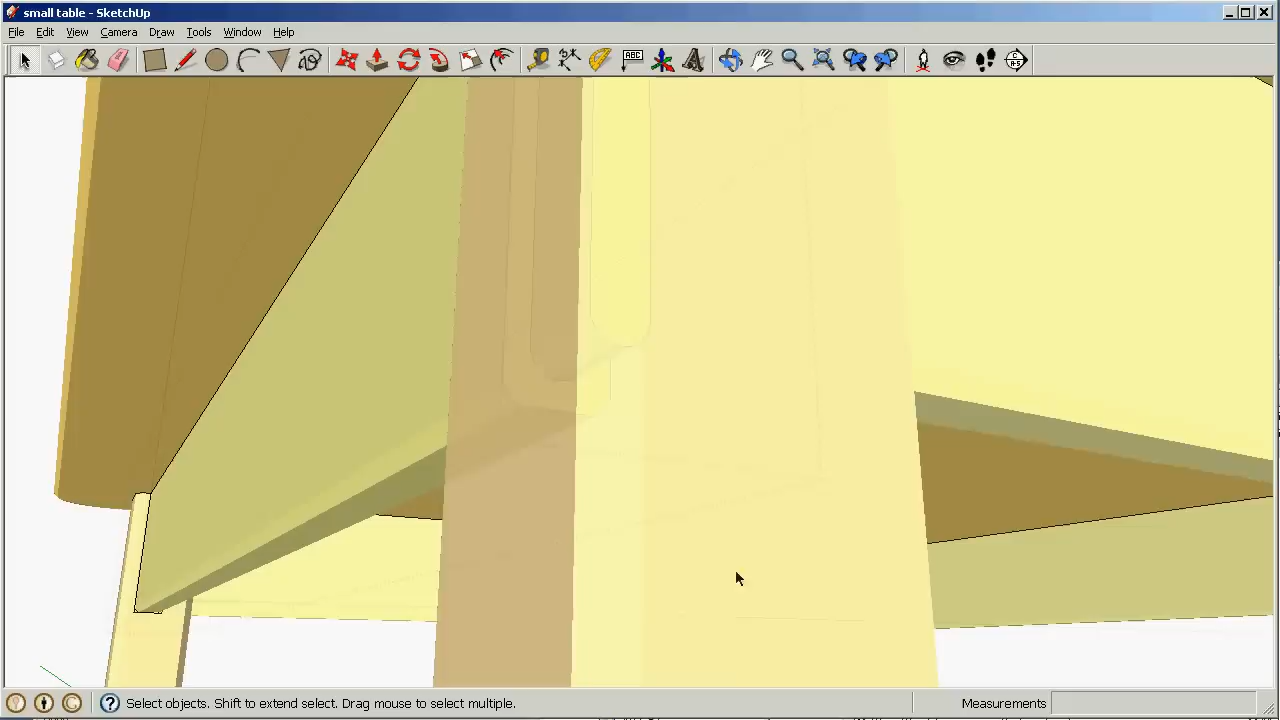 small table - SketchUp
File Edit View Camera Draw Tools Window Help
ABC
Select objects. Shift to extend select. Drag mouse to select multiple.
Measurements